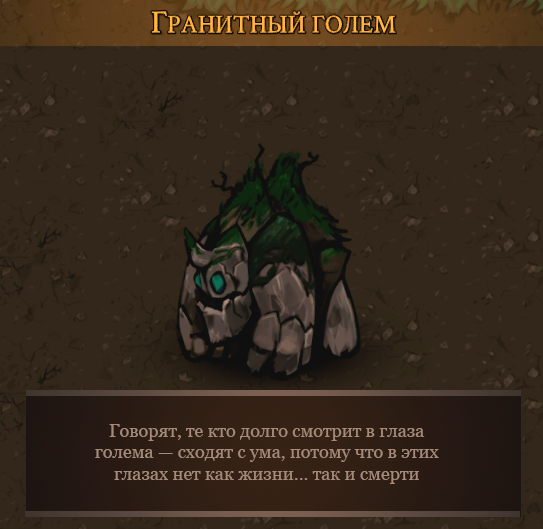 Гранитный голем
Говорят, те кто долго смотрит в глаза
голема — сходят с ума, потому что в этих
глазах нет как жизни... так и смерти